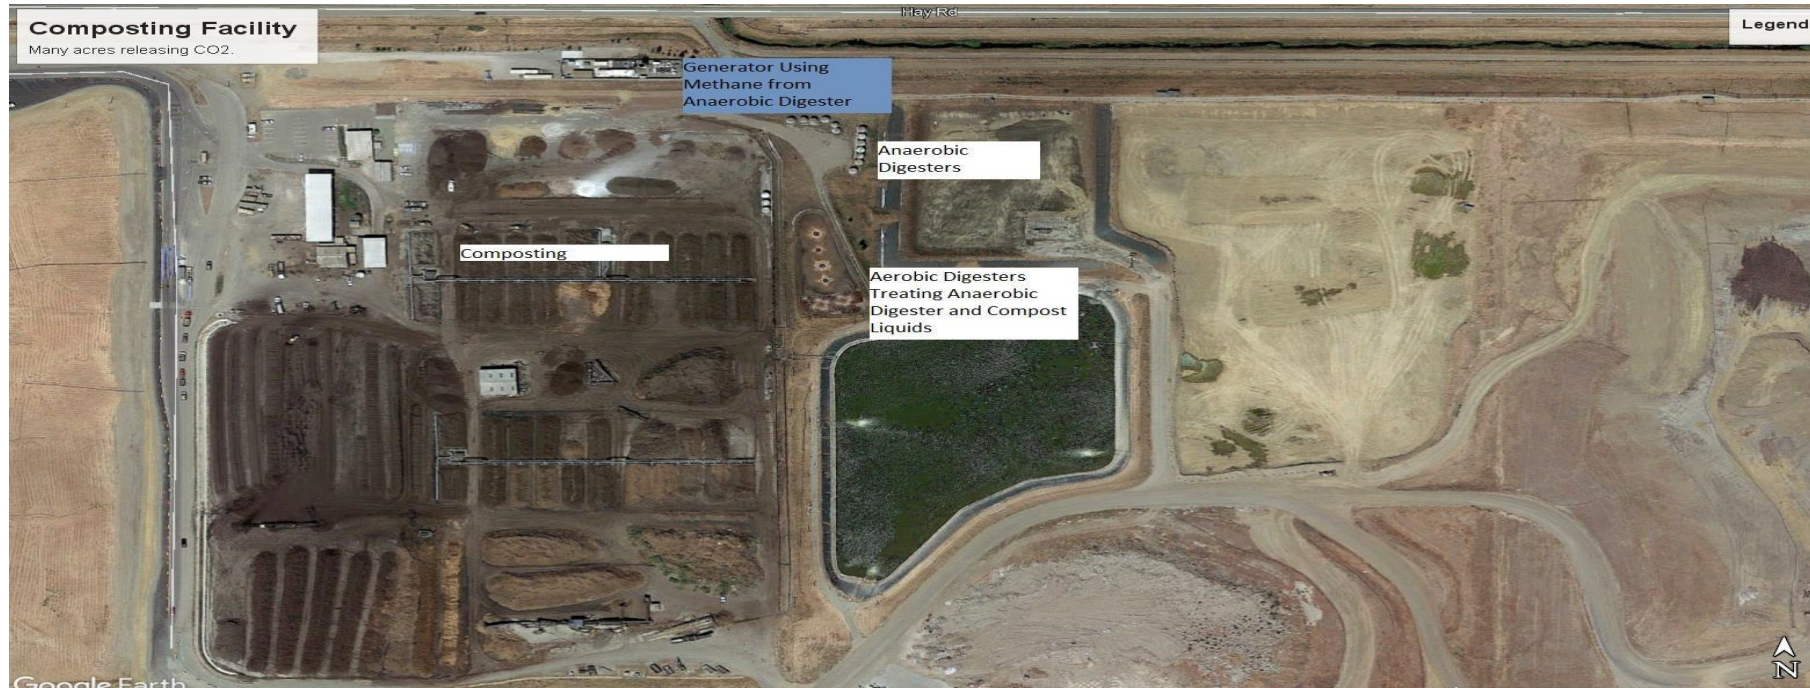 Hay Rd
Composting Facility
Many acres releasing CO2.
Legend
Generator Using
Methane from
Anaerobic Digester
Anaerobic
Digesters
Composting
Aerobic Digesters
Treating Anaerobic
Digester and Compost
Liquids
N
Google Earth